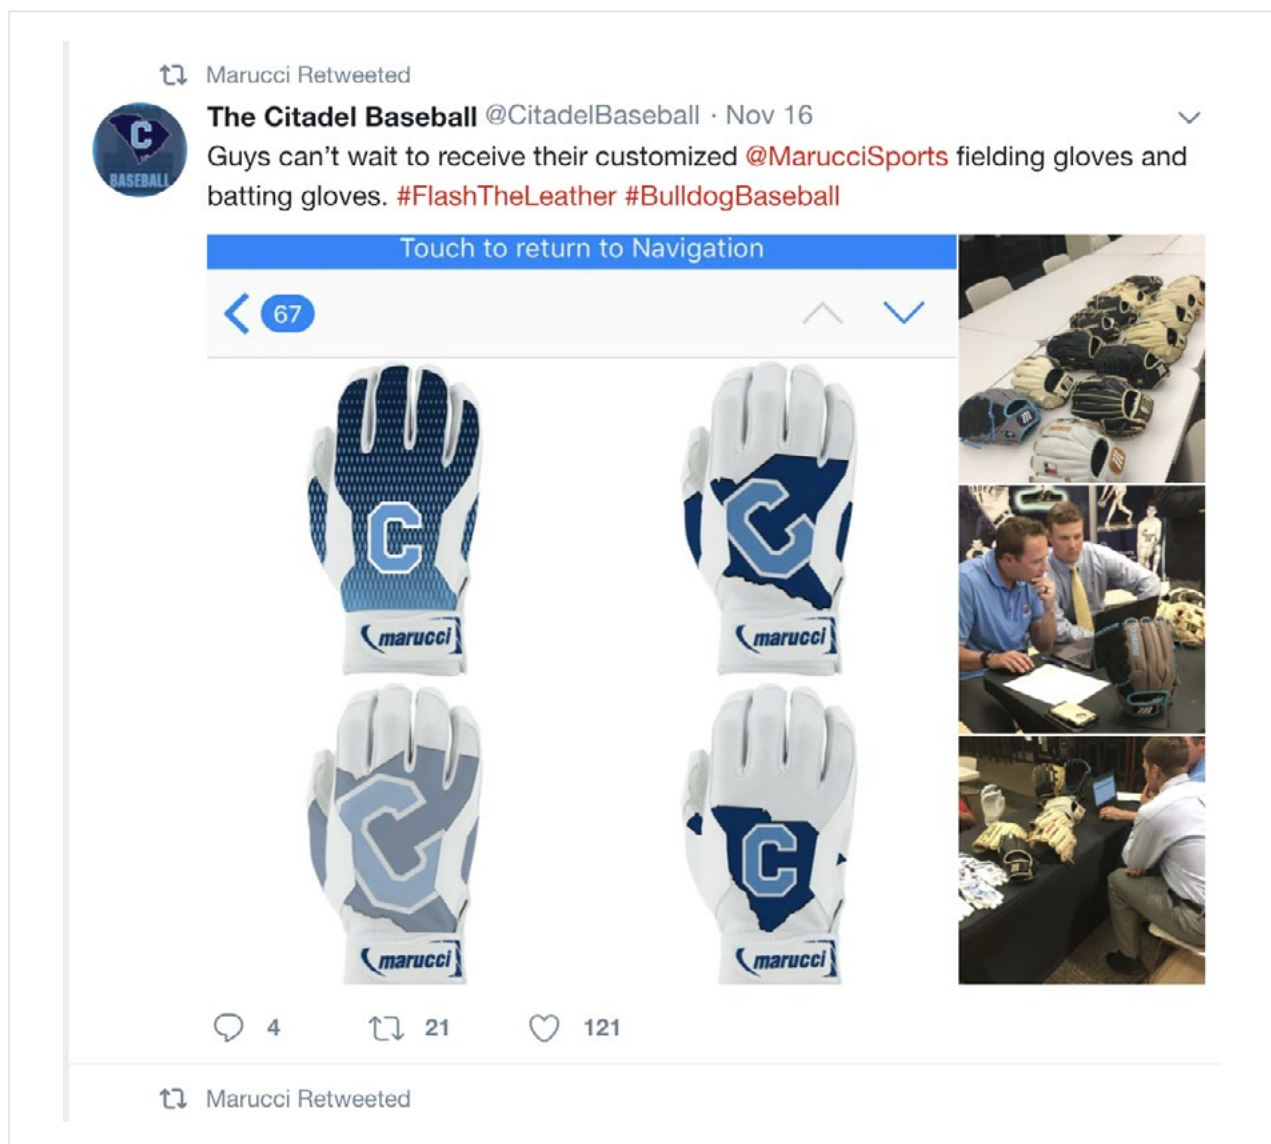 Marucci Retweeted
The Citadel Baseball @CitadelBaseball · Nov 16
Guys can’t wait to receive their customized @MarucciSports fielding gloves and
batting gloves. #FlashTheLeather #BulldogBaseball
C
BASEBALL
Touch to return to Navigation
67
C
C
marucci
marucci
C
C
marucci
marucci
4 21 121
Marucci Retweeted